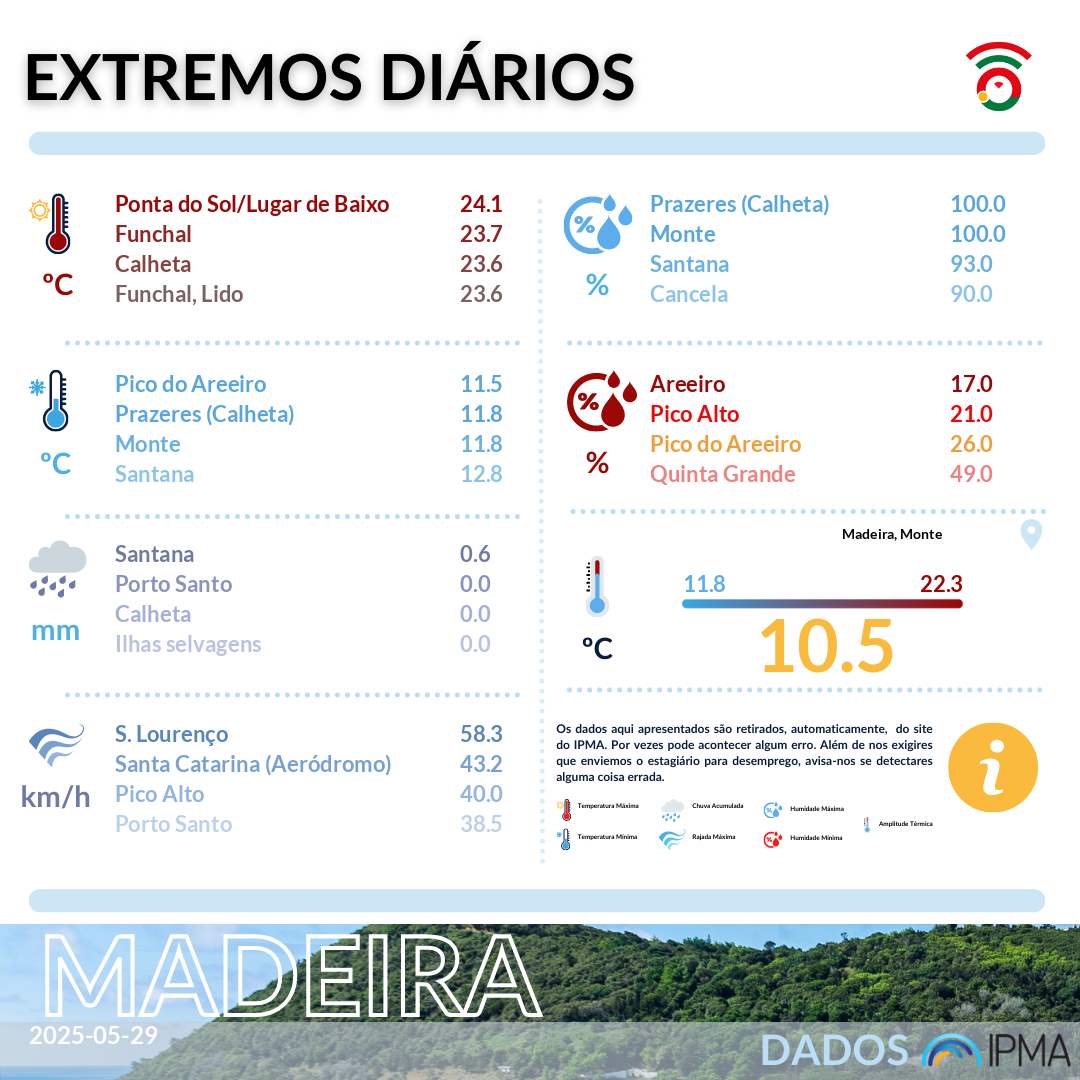 EXTREMOS DIÁRIOS
Ponta do Sol/Lugar de Baixo 24.1
Funchal 23.7
Calheta 23.6
Funchal, Lido 23.6
ºC
Pico do Areeiro 11.5
Prazeres (Calheta) 11.8
Monte 11.8
Santana 12.8
ºC
Santana 0.6
Porto Santo 0.0
Calheta 0.0
Ilhas selvagens 0.0
mm
S. Lourenço 58.3
Santa Catarina (Aeródromo) 43.2
Pico Alto 40.0
Porto Santo 38.5
km/h
Prazeres (Calheta) 100.0
Monte 100.0
Santana 93.0
Cancela 90.0
%
%
Areeiro 17.0
Pico Alto 21.0
Pico do Areeiro 26.0
Quinta Grande 49.0
%
%
Madeira, Monte
11.8 22.3
10.5
ºC
Os dados aqui apresentados são retirados, automaticamente, do site
do IPMA. Por vezes pode acontecer algum erro. Além de nos exigires
que enviemos o estagiário para desemprego, avisa-nos se detectares
alguma coisa errada.
i
Temperatura Máxima Chuva Acumulada Humidade Máxima
Amplitude Térmica
Temperatura Mínima Rajada Máxima Humidade Mínima
MADEIRA
2025-05-29
DADOS IPMA